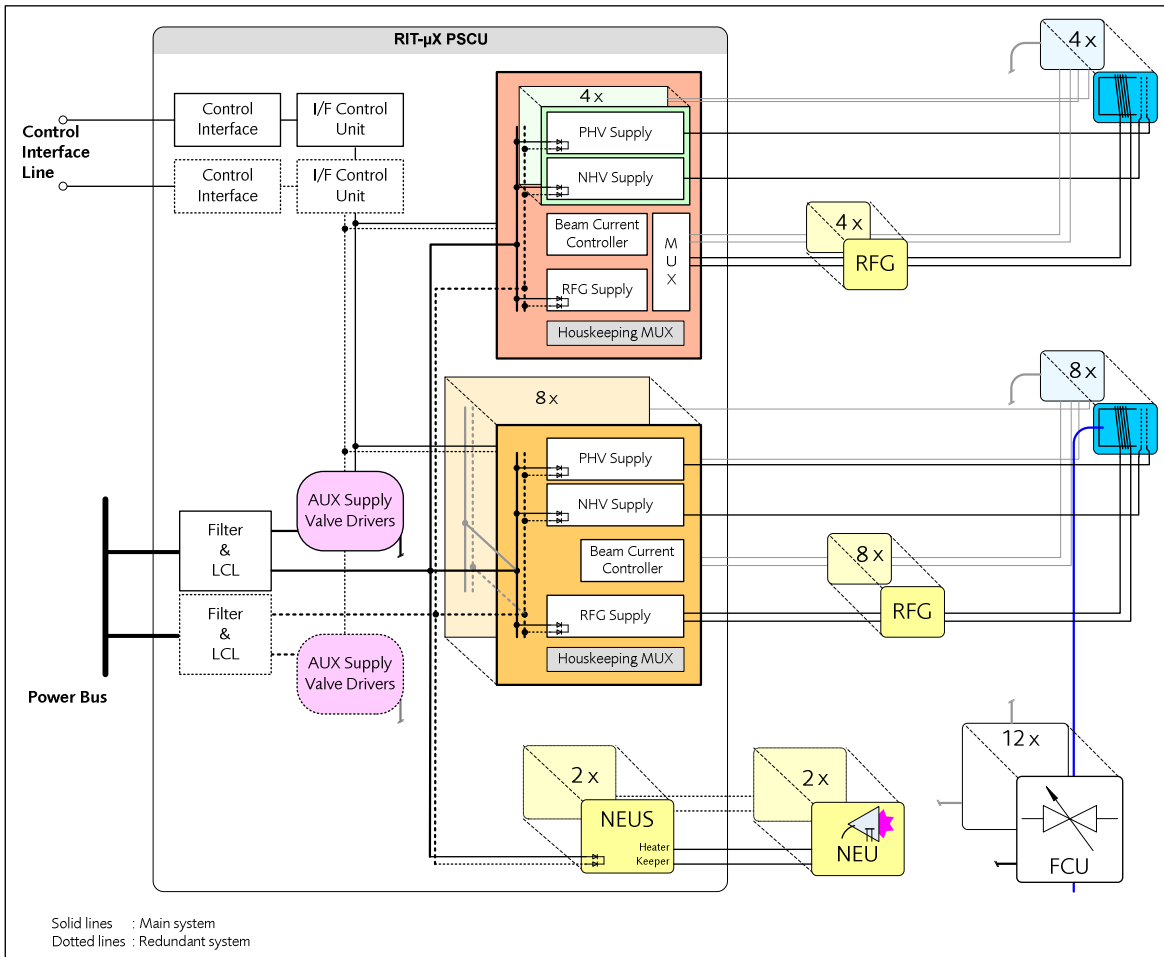 RIT-µX PSCU
Control
Interface
Line
Control
Interface
I/F Control
Unit
Control
Interface
I/F Control
Unit
4 x
PHV Supply
NHV Supply
Beam Current
Controller
RFG Supply
M
U
X
Houskeeping MUX
4 x
4 x
RFG
8 x
PHV Supply
NHV Supply
Beam Current
Controller
RFG Supply
Houskeeping MUX
8 x
8 x
RFG
Power Bus
Filter
&
LCL
Filter
&
LCL
AUX Supply
Valve Drivers
AUX Supply
Valve Drivers
2 x
NEUS
Heater
Keeper
2 x
NEU
12 x
FCU
Solid lines : Main system
Dotted lines : Redundant system